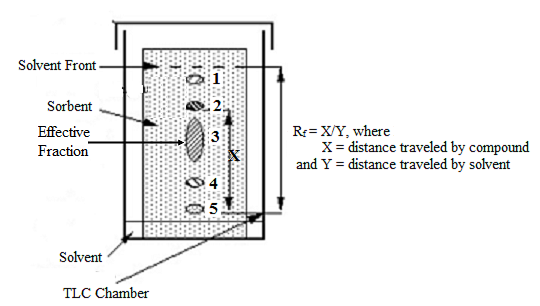 Solvent Front
1
Sorbent
2
Effective
Fraction
3
X
Rf = X/Y, where
X = distance traveled by compound
and Y = distance traveled by solvent
4
5
Solvent
TLC Chamber